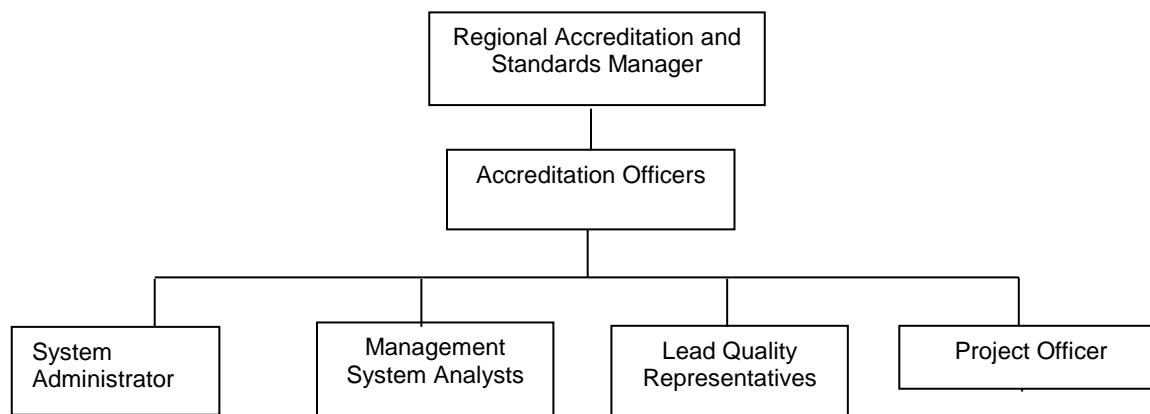 Regional Accreditation and
Standards Manager
Accreditation Officers
System
Administrator
Management
System Analysts
Lead Quality
Representatives
Project Officer